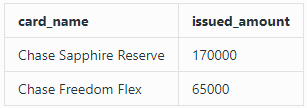 card_name issued_amount
Chase Sapphire Reserve 170000
Chase Freedom Flex 65000